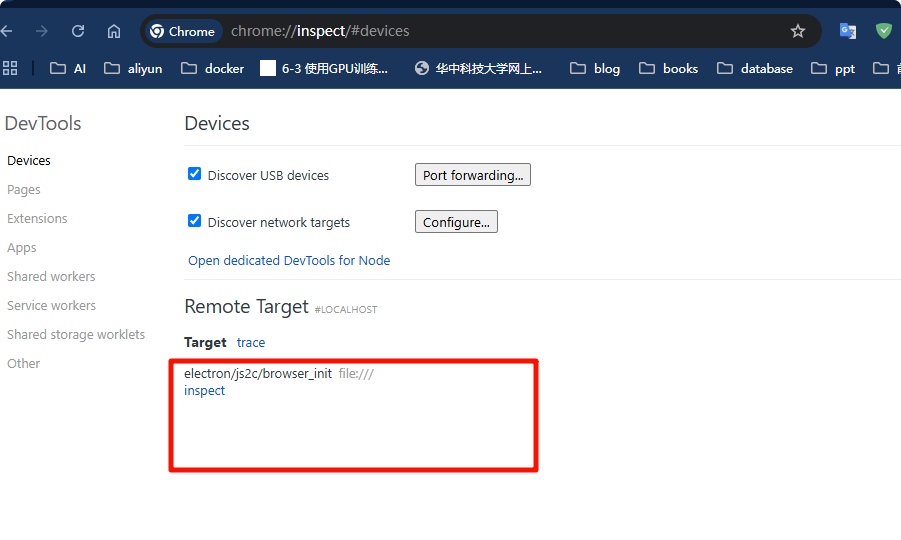 Chrome chrome://inspect/#devices
AI aliyun docker 6-3 使用GPU训练... 华中科技大学网上... blog books database ppt
DevTools
Devices
Pages
Extensions
Apps
Shared workers
Service workers
Shared storage worklets
Other
Devices
Discover USB devices Port forwarding...
Discover network targets Configure...
Open dedicated DevTools for Node
Remote Target #LOCALHOST
Target trace
electron/js2c/browser_init file:///
inspect